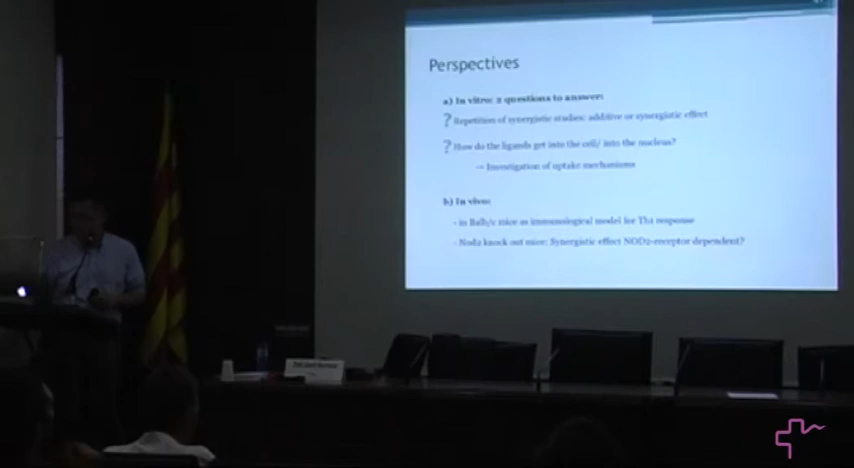 Perspectives
a) In vitro: 2 questions to answer:
? Repetition of synergistic studies: additive or synergistic effect
? How do the ligands get into the cell/ into the nucleus?
→ Investigation of uptake mechanisms
b) In vivo:
- in Balb/c mice as immunological model for Th1 response
- Nod2 knock out mice: Synergistic effect NOD2-receptor dependent?